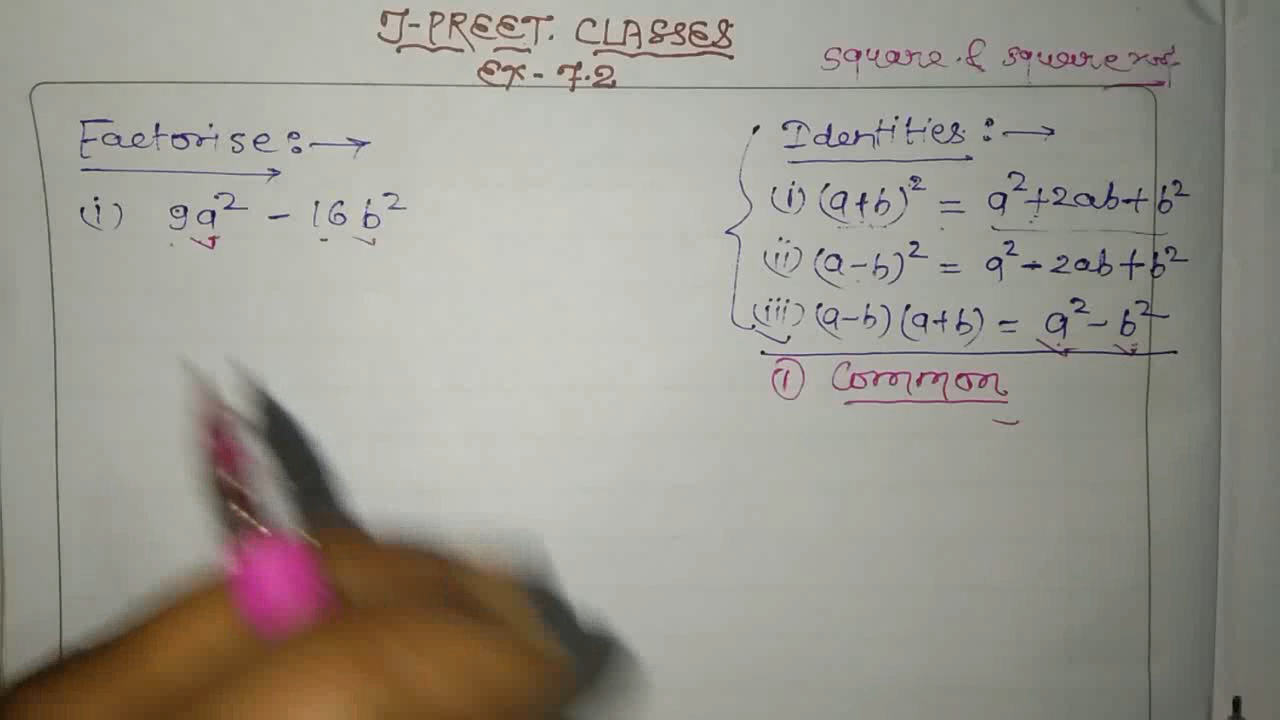 J-PREET. CLASSES
EX - 7.2
square & square root
Factorise :→
(i) 9a² - 16b²
Identities :→
(i) (a+b)² = a²+2ab+b²
(ii) (a-b)² = a²-2ab+b²
(iii) (a-b)(a+b) = a²-b²
① Common